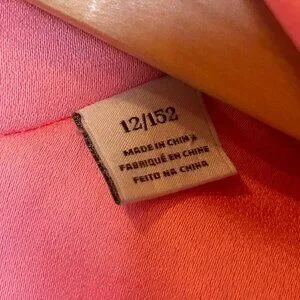 12/152
MADE IN CHINA
FABRIQUÉ EN CHINE
FEITO NA CHINA